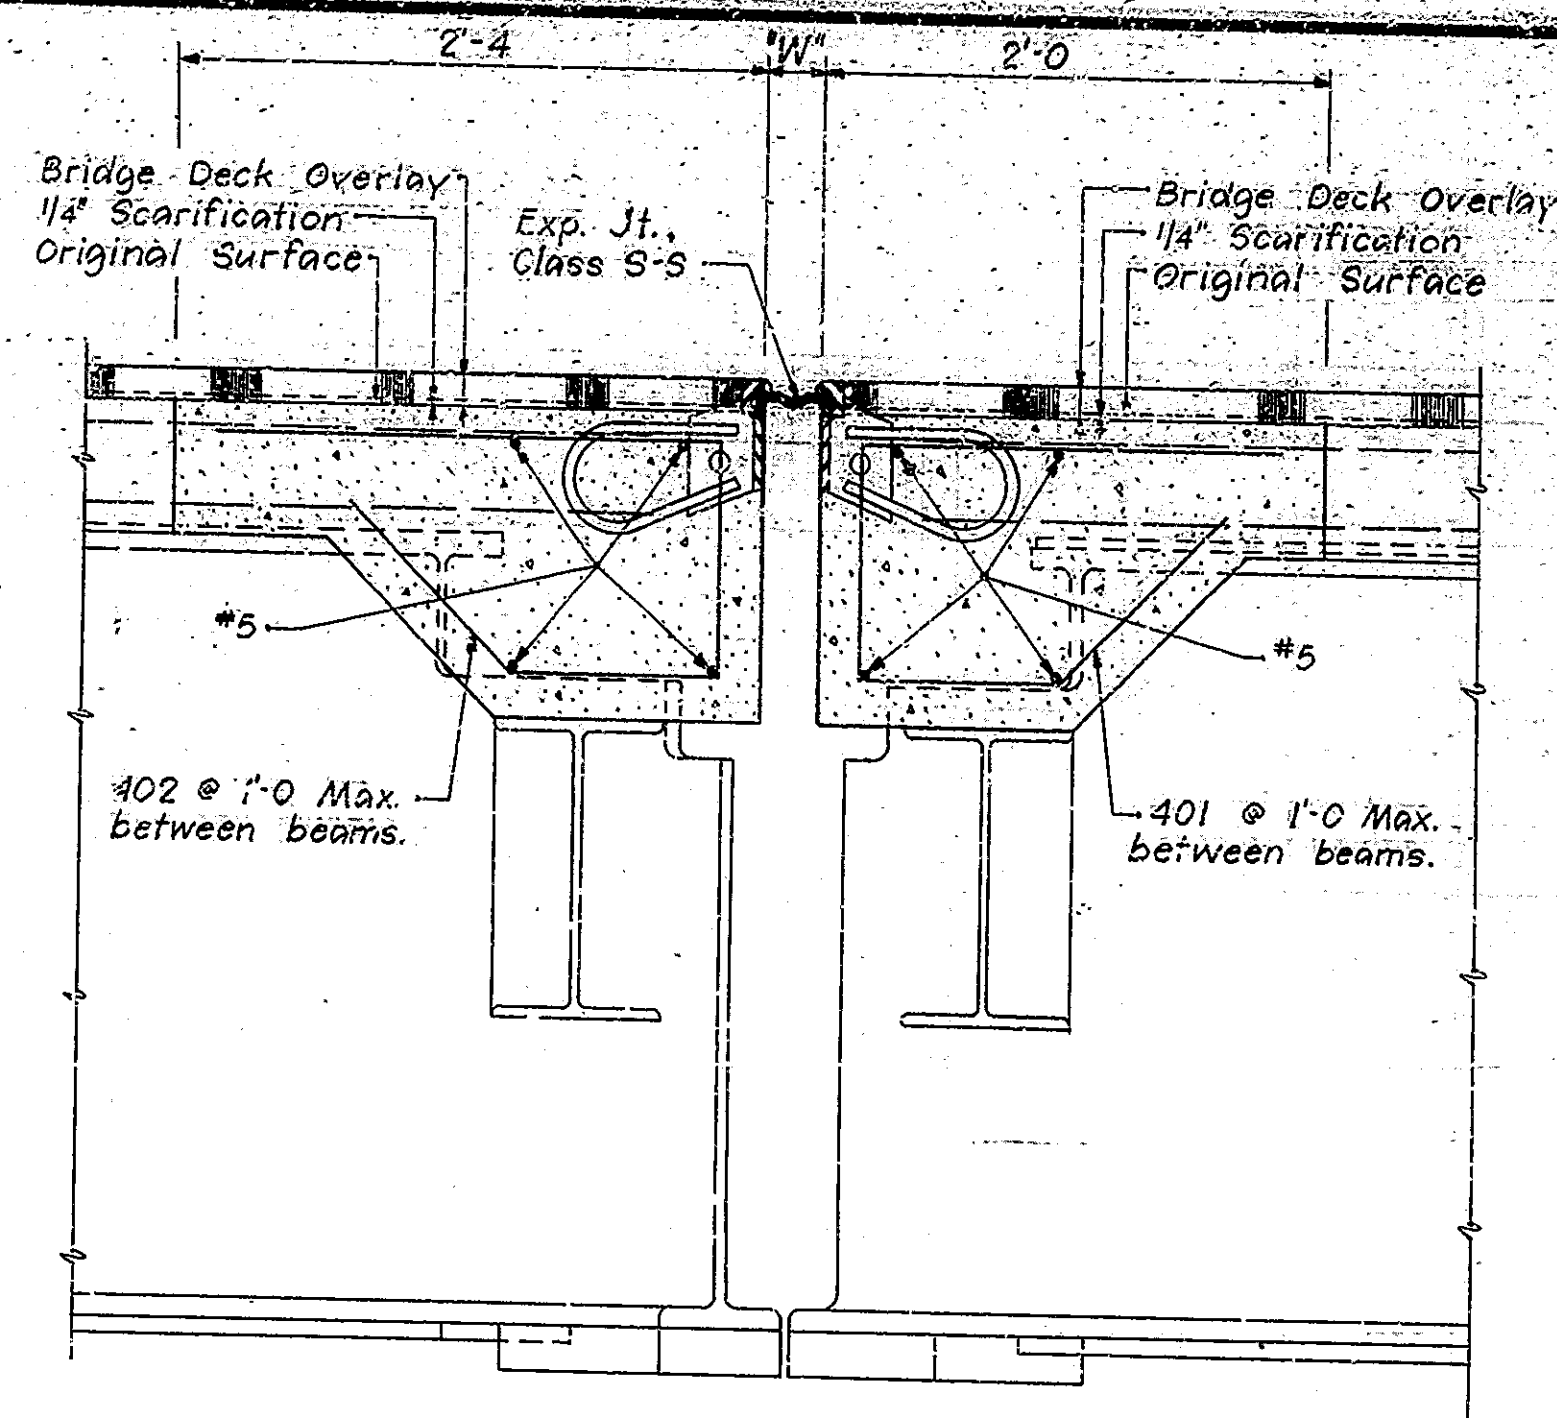 2'-4
"W"
2'-0
Bridge Deck Overlay
1/4" Scarification
Original Surface
Exp. Jt.,
Class S-S
Bridge Deck Overlay
1/4" Scarification
Original Surface
#5
#5
402 @ 1'-0 Max.
between beams.
401 @ 1'-0 Max.
between beams.